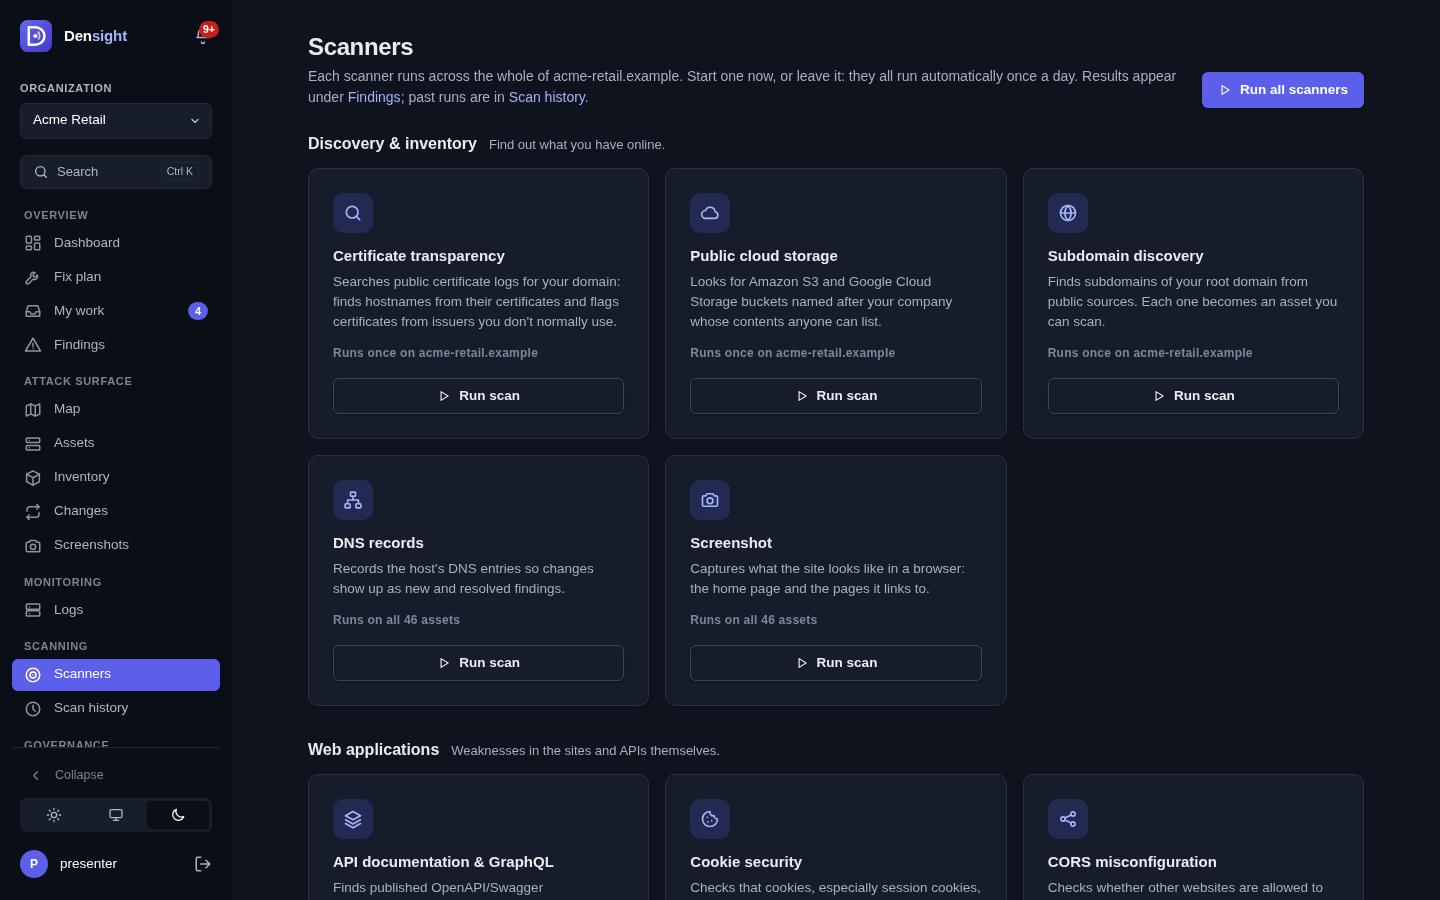 Densight
9+
ORGANIZATION
Acme Retail
Search
Ctrl K
OVERVIEW
Dashboard
Fix plan
My work
4
Findings
ATTACK SURFACE
Map
Assets
Inventory
Changes
Screenshots
MONITORING
Logs
SCANNING
Scanners
Scan history
GOVERNANCE
Collapse
P
presenter
Scanners
Each scanner runs across the whole of acme-retail.example. Start one now, or leave it: they all run automatically once a day. Results appear
under Findings; past runs are in Scan history.
Run all scanners
Discovery & inventory
Find out what you have online.
Certificate transparency
Searches public certificate logs for your domain:
finds hostnames from their certificates and flags
certificates from issuers you don't normally use.
Runs once on acme-retail.example
Run scan
Public cloud storage
Looks for Amazon S3 and Google Cloud
Storage buckets named after your company
whose contents anyone can list.
Runs once on acme-retail.example
Run scan
Subdomain discovery
Finds subdomains of your root domain from
public sources. Each one becomes an asset you
can scan.
Runs once on acme-retail.example
Run scan
DNS records
Records the host's DNS entries so changes
show up as new and resolved findings.
Runs on all 46 assets
Run scan
Screenshot
Captures what the site looks like in a browser:
the home page and the pages it links to.
Runs on all 46 assets
Run scan
Web applications
Weaknesses in the sites and APIs themselves.
API documentation & GraphQL
Finds published OpenAPI/Swagger
Cookie security
Checks that cookies, especially session cookies,
CORS misconfiguration
Checks whether other websites are allowed to